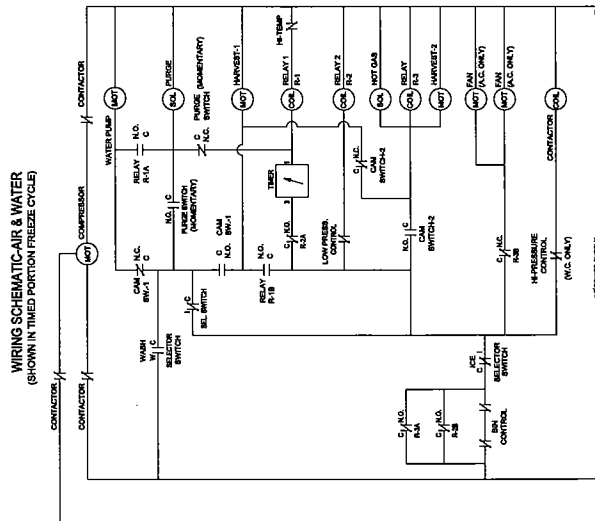 WIRING SCHEMATIC-AIR & WATER
(SHOWN IN TIMED PORTION FREEZE CYCLE)
CONTACTOR
CONTACTOR
COMPRESSOR
MOT
CONTACTOR
WASH
W C
SELECTOR
SWITCH
CAM N.C.
SW.-1 C
WATER PUMP
MOT
N.O.
PURGE SWITCH C
(MOMENTARY)
RELAY N.O.
R-1A C
PURGE
SOL
I C
SEL. SWITCH
CAM
SW.-1
C
N.O.
C
N.C.
PURGE (MOMENTARY)
SWITCH
HARVEST-1
MOT
RELAY
R-1B
N.O. C
C N.O.
R-2A
3 TIMER 1
HI-TEMP
RELAY 1
R-1
COIL
LOW PRESS.
CONTROL
RELAY 2
R-2
COIL
C N.C.
CAM
SWITCH-2
HOT GAS
SOL
N.O. C
CAM
SWITCH-2
RELAY
R-3
COIL
HARVEST-2
MOT
FAN
(A.C. ONLY)
MOT
C N.C.
R-3B
FAN
(A.C. ONLY)
MOT
HI-PRESSURE
CONTROL
(W.C. ONLY)
CONTACTOR
COIL
ICE
C I
SELECTOR
SWITCH
C N.O.
R-3A
C N.O.
R-2B
BIN
CONTROL